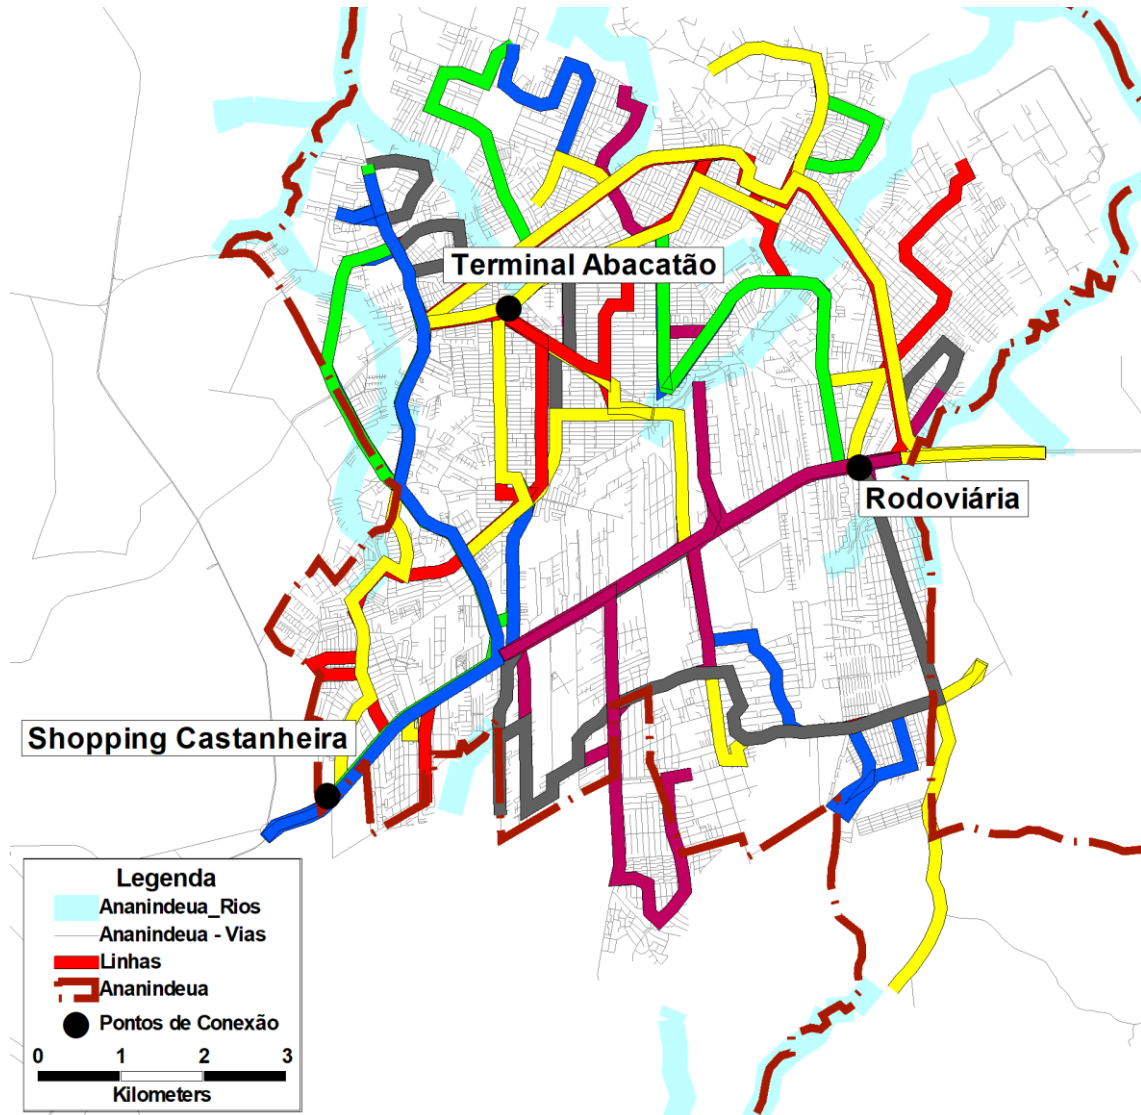 Terminal Abacatão
Rodoviária
Shopping Castanheira
Legenda
Ananindeua_Rios
Ananindeua - Vias
Linhas
Ananindeua
Pontos de Conexão
0 1 2 3
Kilometers